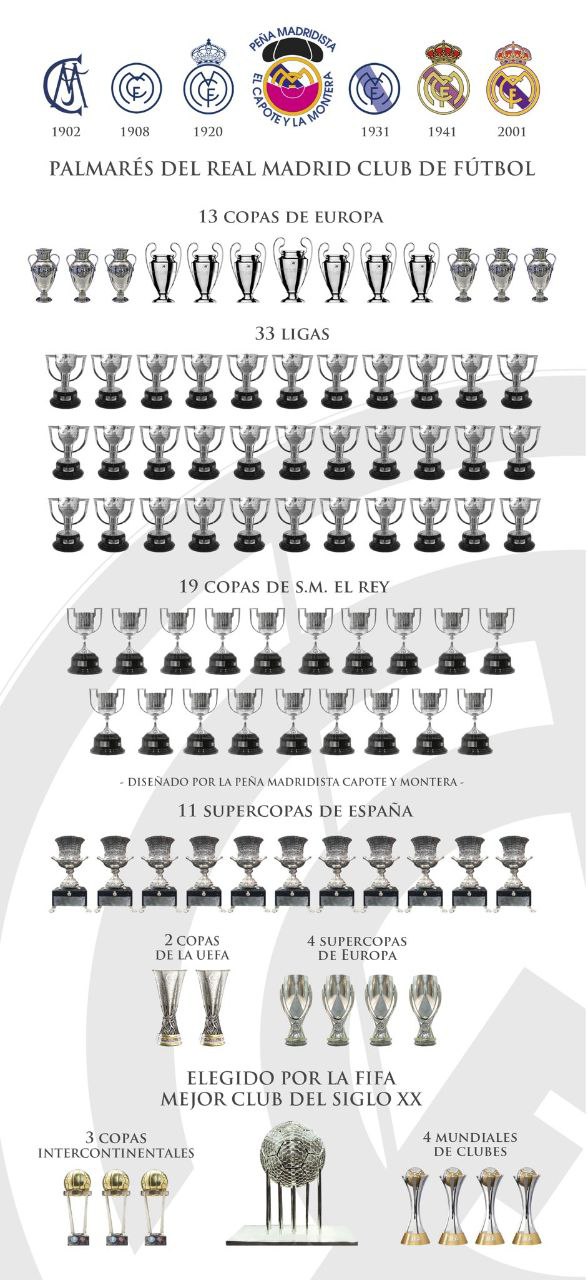 PEÑA MADRIDISTA
EL CAPOTE Y LA MONTERA
1902
1908
1920
1931
1941
2001
PALMARÉS DEL REAL MADRID CLUB DE FÚTBOL
13 COPAS DE EUROPA
33 LIGAS
19 COPAS DE S.M. EL REY
- DISEÑADO POR LA PEÑA MADRIDISTA CAPOTE Y MONTERA -
11 SUPERCOPAS DE ESPAÑA
2 COPAS
DE LA UEFA
4 SUPERCOPAS
DE EUROPA
ELEGIDO POR LA FIFA
MEJOR CLUB DEL SIGLO XX
3 COPAS
INTERCONTINENTALES
4 MUNDIALES
DE CLUBES